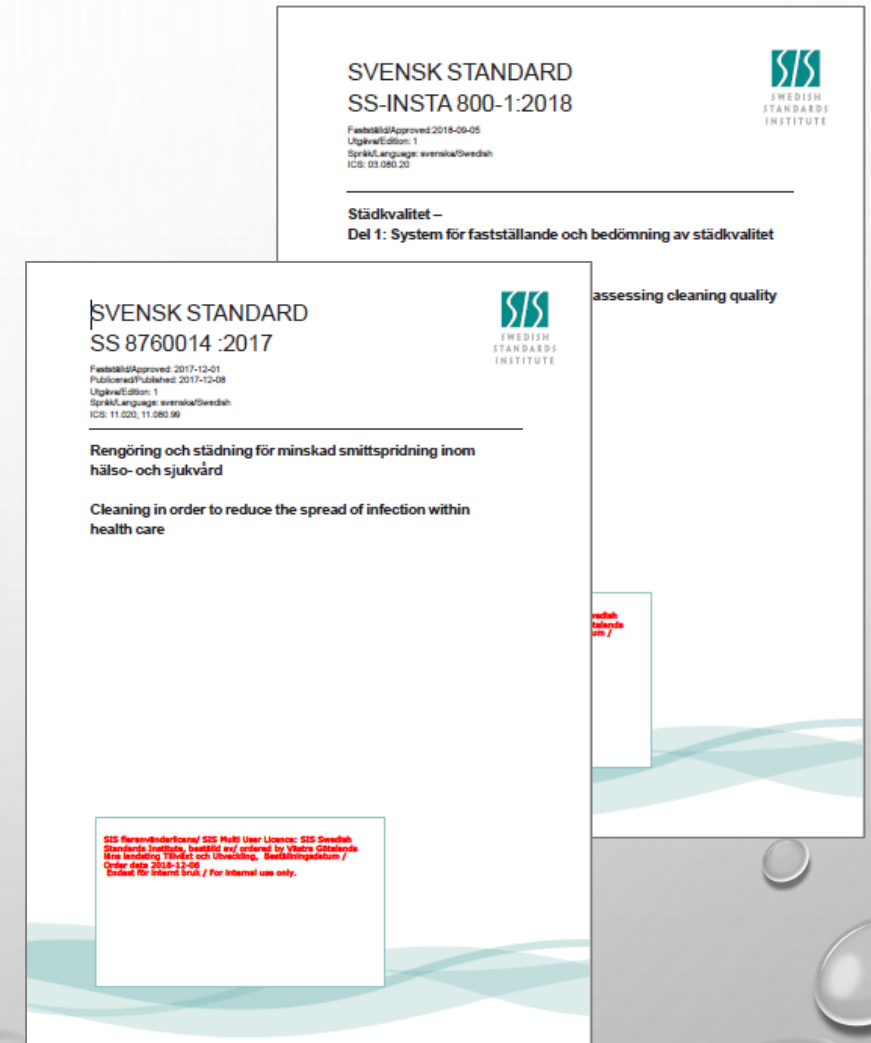 SVENSK STANDARD
SS-INSTA 800-1:2018
Fastställd/Approved:2018-09-05
Utgåva/Edition: 1
Språk/Language: svenska/Swedish
ICS: 03.080.20
SIS
SWEDISH
STANDARDS
INSTITUTE
Städkvalitet –
Del 1: System för fastställande och bedömning av städkvalitet
assessing cleaning quality
SVENSK STANDARD
SS 8760014 :2017
Fastställd/Approved: 2017-12-01
Publicerad/Published: 2017-12-08
Utgåva/Edition: 1
Språk/Language: svenska/Swedish
ICS: 11.020; 11.080.99
SIS
SWEDISH
STANDARDS
INSTITUTE
Rengöring och städning för minskad smittspridning inom
hälso- och sjukvård
Cleaning in order to reduce the spread of infection within
health care
SIS fleranvändarlicens/ SIS Multi User Licence: SIS Swedish
Standards Institute, beställd av/ ordered by Västra Götalands
läns landsting Tillväxt och Utveckling, Beställningsdatum /
Order date 2018-12-06
Endast för internt bruk / For internal use only.